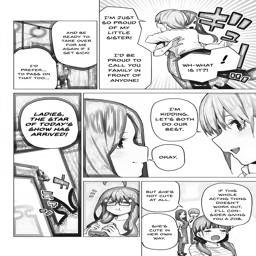 I'M JUST
SO PROUD
OF MY
LITTLE
SISTER!
I'D BE
PROUD TO
CALL YOU
FAMILY IN
FRONT OF
ANYONE!
WH-WHAT
IS IT?!
AND BE
READY TO
TAKE OVER
FOR ME
AGAIN IF I
GET SICK!
I'D
PREFER...
TO PASS ON
THAT TOO...
I'M
KIDDING.
LET'S BOTH
DO OUR
BEST.
OKAY.
LADIES,
THE STAR
OF TODAY'S
SHOW HAS
ARRIVED!
IF THIS
WHOLE
ACTING THING
DOESN'T
WORK OUT,
I'LL CON-
SIDER GIVING
YOU A JOB.
BUT SHE'S
NOT CUTE
AT ALL.
SHE'S
CUTE IN
HER OWN
WAY.